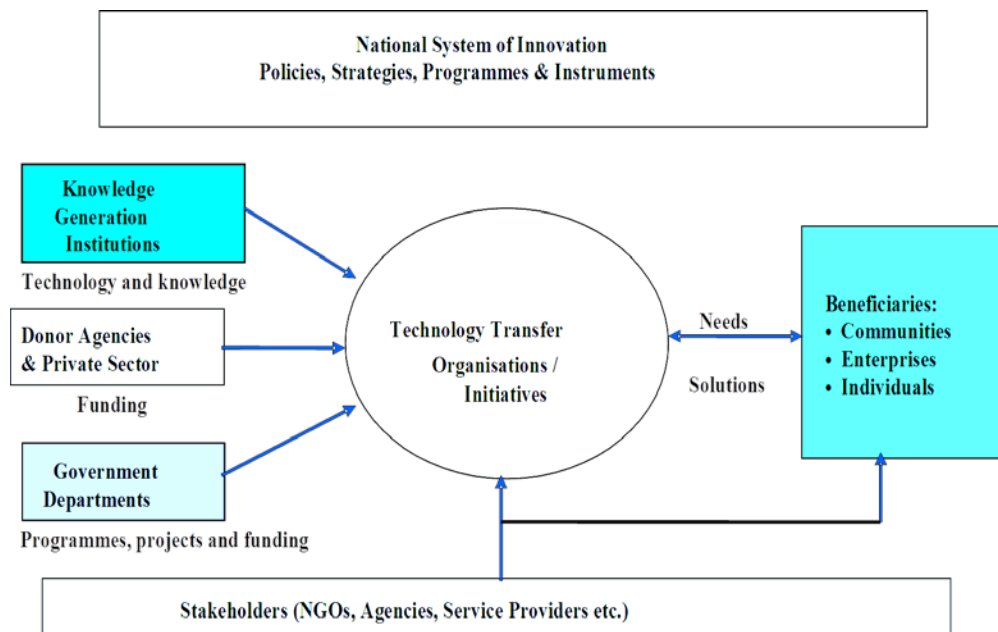 National System of Innovation
Policies, Strategies, Programmes & Instruments
Knowledge
Generation
Institutions
Technology and knowledge
Donor Agencies
& Private Sector
Funding
Government
Departments
Programmes, projects and funding
Technology Transfer
Organisations /
Initiatives
Needs
Solutions
Beneficiaries:
• Communities
• Enterprises
• Individuals
Stakeholders (NGOs, Agencies, Service Providers etc.)